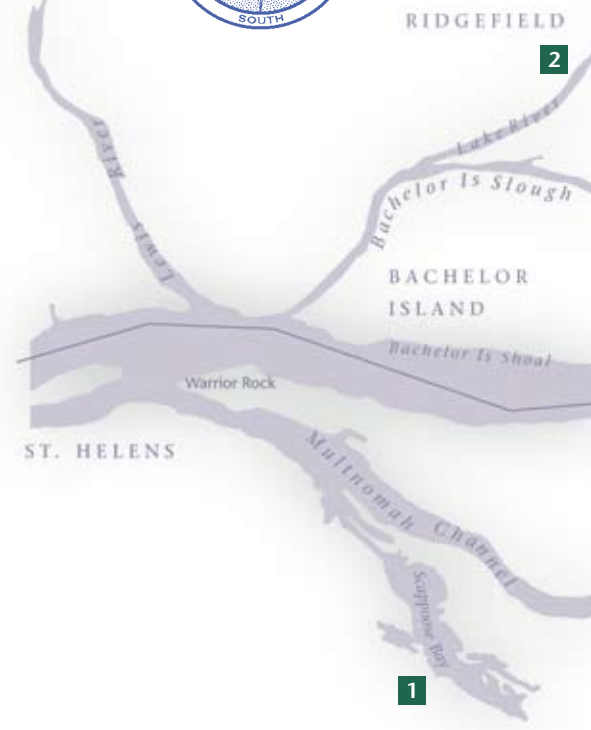 SOUTH
RIDGEFIELD
2
Lake River
River
Bachelor Is Slough
Lewis
BACHELOR
ISLAND
Bachelor Is Shoal
Warrior Rock
ST. HELENS
Multnomah Channel
Scappoose Bay
1